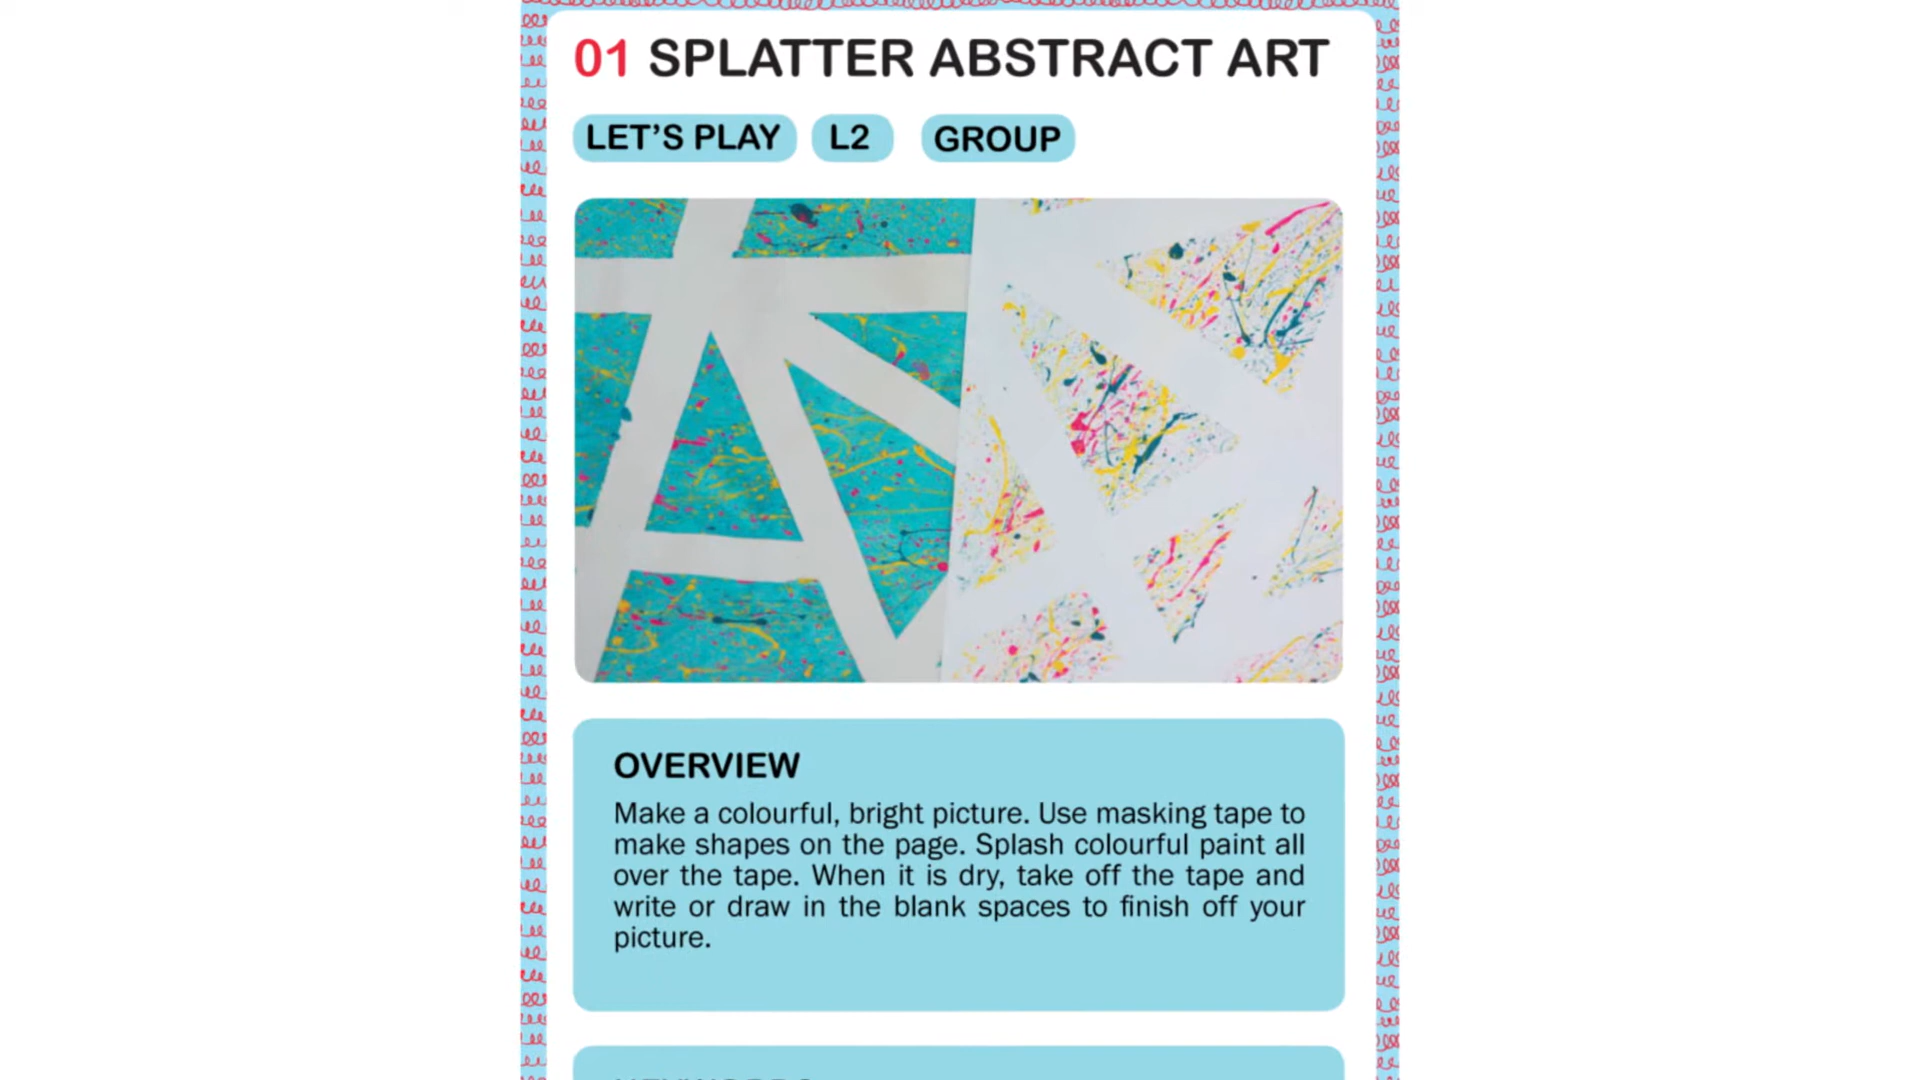 01 SPLATTER ABSTRACT ART
LET’S PLAY L2 GROUP
OVERVIEW
Make a colourful, bright picture. Use masking tape to
make shapes on the page. Splash colourful paint all
over the tape. When it is dry, take off the tape and
write or draw in the blank spaces to finish off your
picture.